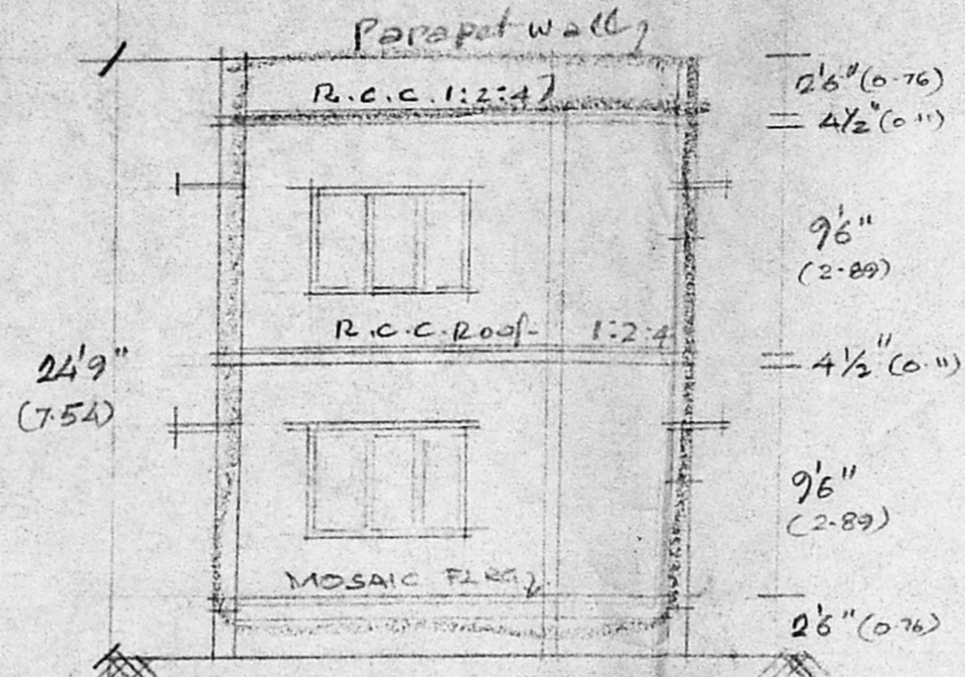 Parapet wall
R.C.C. 1:2:4
2'6" (0.76)
4½" (0.11)
9'6"
(2.89)
R.C.C. Roof 1:2:4
4½" (0.11)
24'9"
(7.54)
9'6"
(2.89)
MOSAIC FLRG
2'6" (0.76)